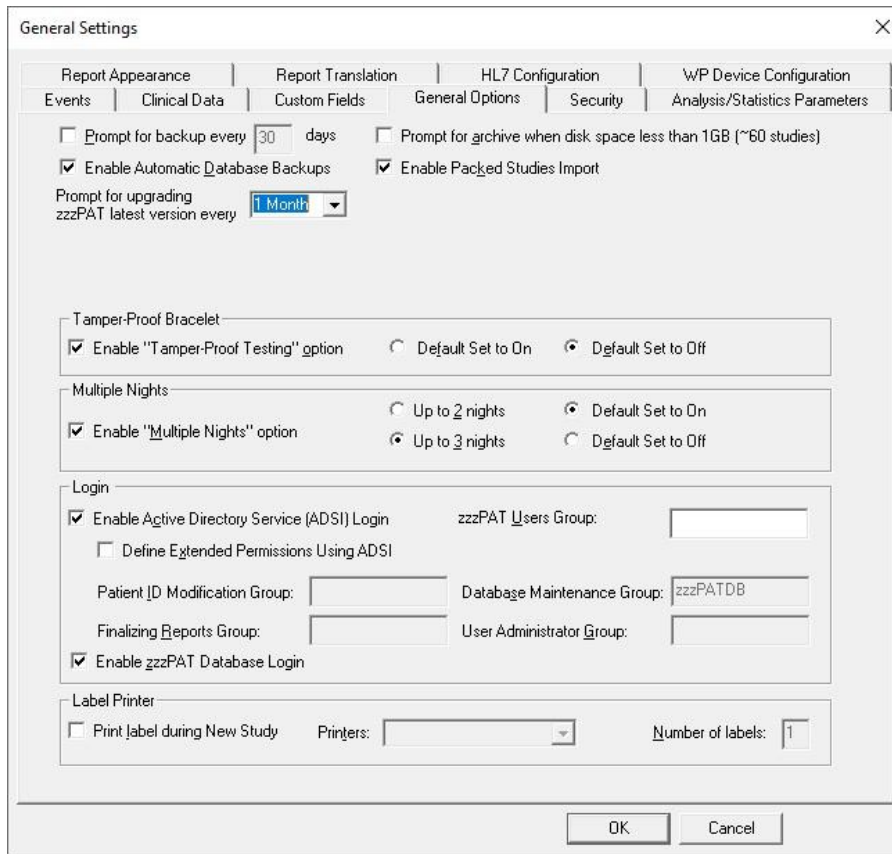 General Settings
Report Appearance Report Translation HL7 Configuration WP Device Configuration
Events Clinical Data Custom Fields General Options Security Analysis/Statistics Parameters
Prompt for backup every 30 days Prompt for archive when disk space less than 1GB (~60 studies)
Enable Automatic Database Backups Enable Packed Studies Import
Prompt for upgrading
zzzPAT latest version every 1 Month
Tamper-Proof Bracelet
Enable "Tamper-Proof Testing" option Default Set to On Default Set to Off
Multiple Nights
Up to 2 nights Default Set to On
Enable "Multiple Nights" option
Up to 3 nights Default Set to Off
Login
Enable Active Directory Service (ADSI) Login zzzPAT Users Group:
Define Extended Permissions Using ADSI
Patient ID Modification Group: Database Maintenance Group: zzzPATDB
Finalizing Reports Group: User Administrator Group:
Enable zzzPAT Database Login
Label Printer
Print label during New Study Printers: Number of labels: 1
OK Cancel